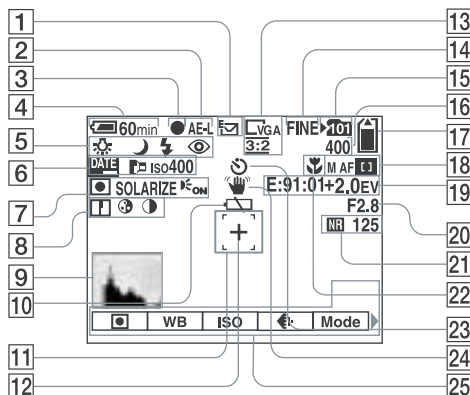 1
2
3
4
5
6
7
8
9
10
11
12
13
14
15
16
17
18
19
20
21
22
23
24
25
60min
AE-L
E
VGA
FINE
101
3:2
400
DATE
ISO400
M AF
SOLARIZE
ON
E:91:01+2.0EV
F2.8
NR 125
WB
ISO
Mode